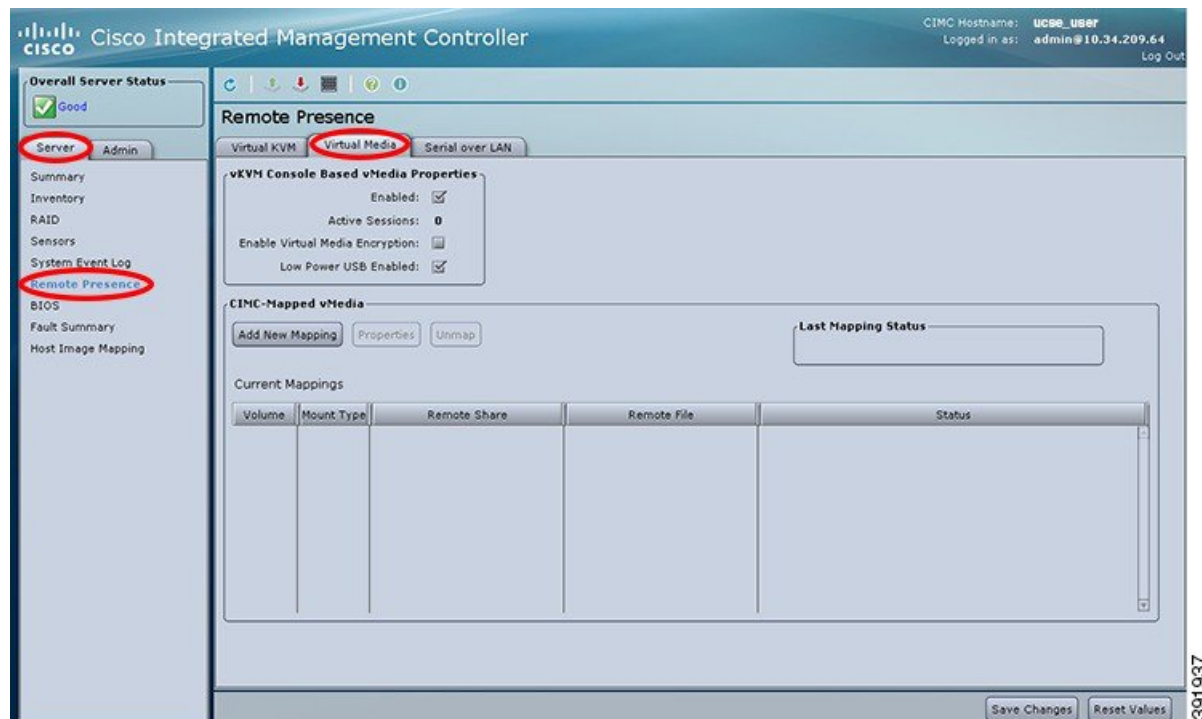 CISCO Cisco Integrated Management Controller
CIMC Hostname: ucse_user
Logged in as: admin@10.34.209.64
Log Out
Overall Server Status
Good
Server Admin
Summary
Inventory
RAID
Sensors
System Event Log
Remote Presence
BIOS
Fault Summary
Host Image Mapping
Remote Presence
Virtual KVM Virtual Media Serial over LAN
vKVM Console Based vMedia Properties
Enabled:
Active Sessions: 0
Enable Virtual Media Encryption:
Low Power USB Enabled:
CIMC-Mapped vMedia
Add New Mapping Properties Unmap
Last Mapping Status
Current Mappings
Volume Mount Type Remote Share Remote File Status
Save Changes Reset Values
391937